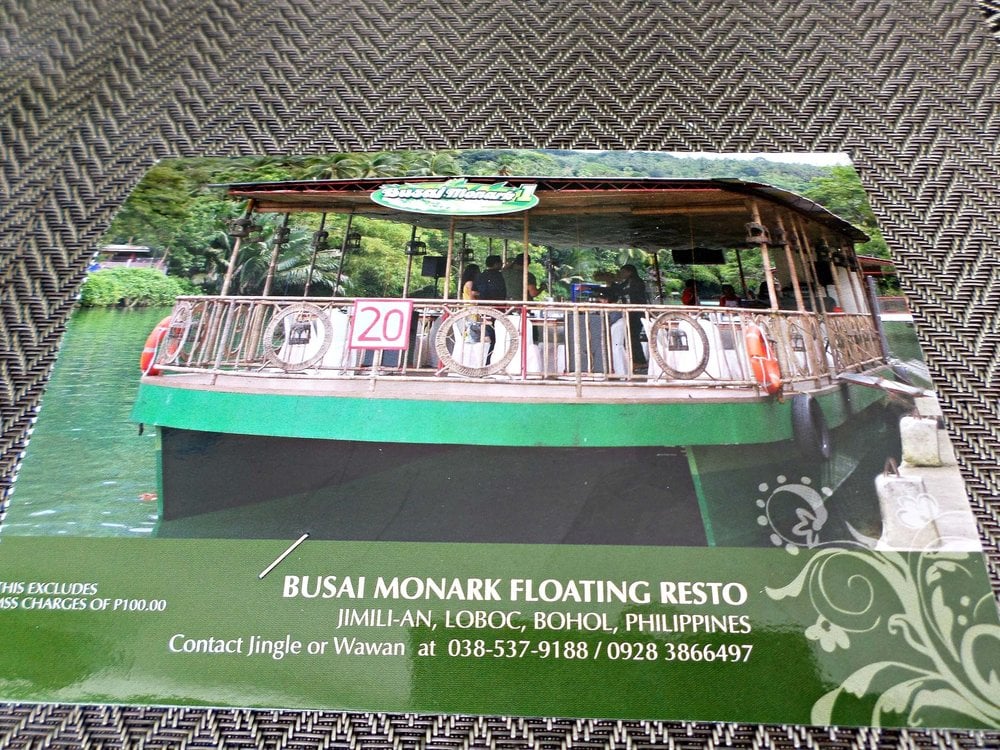 Busai Monark 1
20
THIS EXCLUDES
CHARGES OF P100.00
BUSAI MONARK FLOATING RESTO
JIMILI-AN, LOBOC, BOHOL, PHILIPPINES
Contact Jingle or Wawan at 038-537-9188 / 0928 3866497